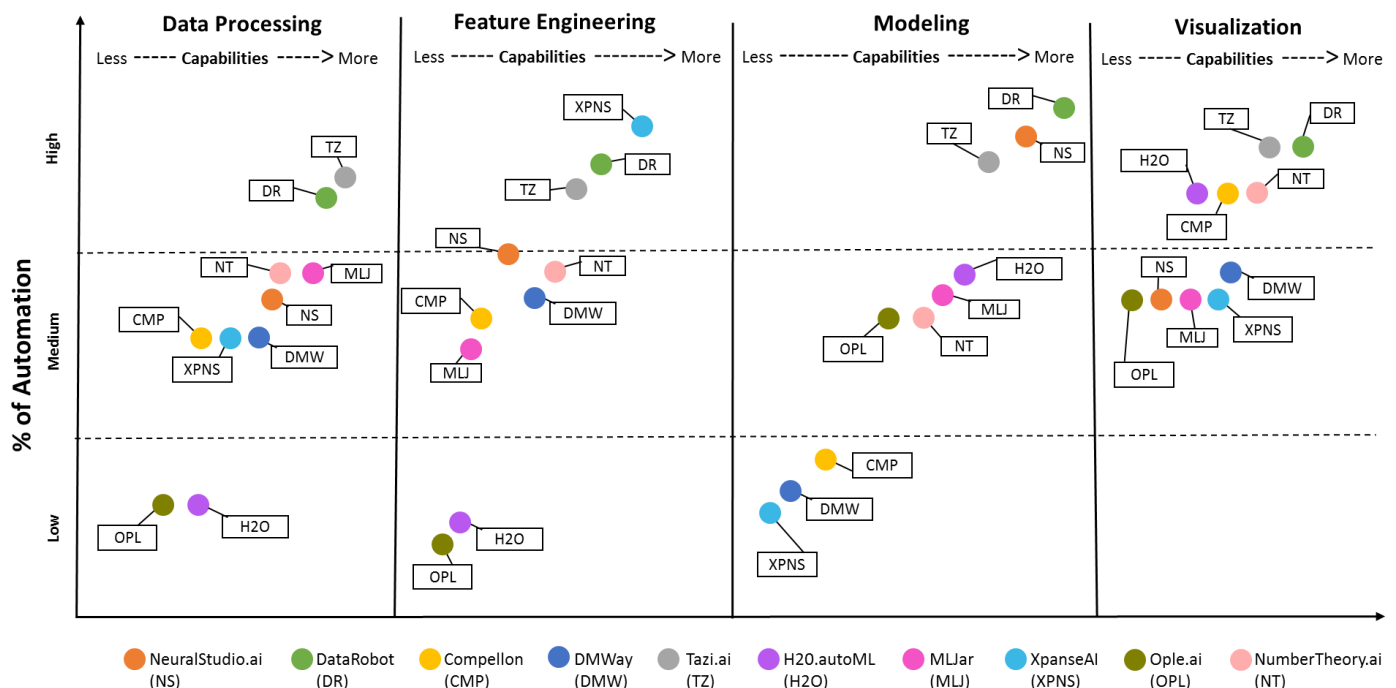 Data Processing
Feature Engineering
Modeling
Visualization
Less Capabilities More
Less Capabilities More
Less Capabilities More
Less Capabilities More
% of Automation
High
Medium
Low
TZ
DR
NT
MLJ
NS
CMP
XPNS
DMW
OPL
H2O
XPNS
DR
TZ
NS
NT
CMP
DMW
MLJ
H2O
OPL
DR
TZ
NS
H2O
MLJ
OPL
NT
CMP
DMW
XPNS
TZ
DR
H2O
NT
CMP
NS
DMW
MLJ
XPNS
OPL
NeuralStudio.ai
(NS)
DataRobot
(DR)
Compellon
(CMP)
DMWay
(DMW)
Tazi.ai
(TZ)
H20.autoML
(H2O)
MLJar
(MLJ)
XpanseAI
(XPNS)
Ople.ai
(OPL)
NumberTheory.ai
(NT)